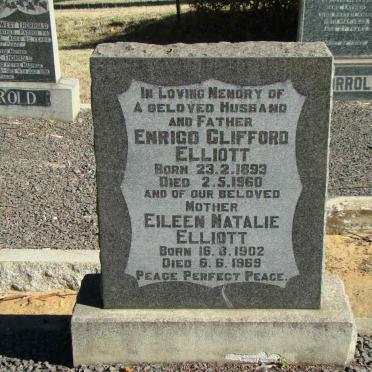 IN LOVING MEMORY OF
A BELOVED HUSBAND
AND FATHER
ENRICO CLIFFORD
ELLIOTT
BORN 23.2.1893
DIED 2.5.1960
AND OF OUR BELOVED
MOTHER
EILEEN NATALIE
ELLIOTT
BORN 16.3.1902
DIED 6.6.1969
PEACE PERFECT PEACE.
ROLD
RROLD